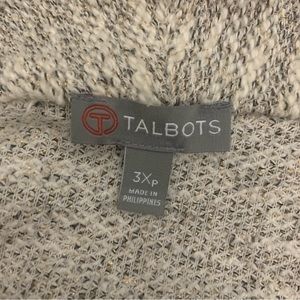 T TALBOTS
3Xp
MADE IN
PHILIPPINES